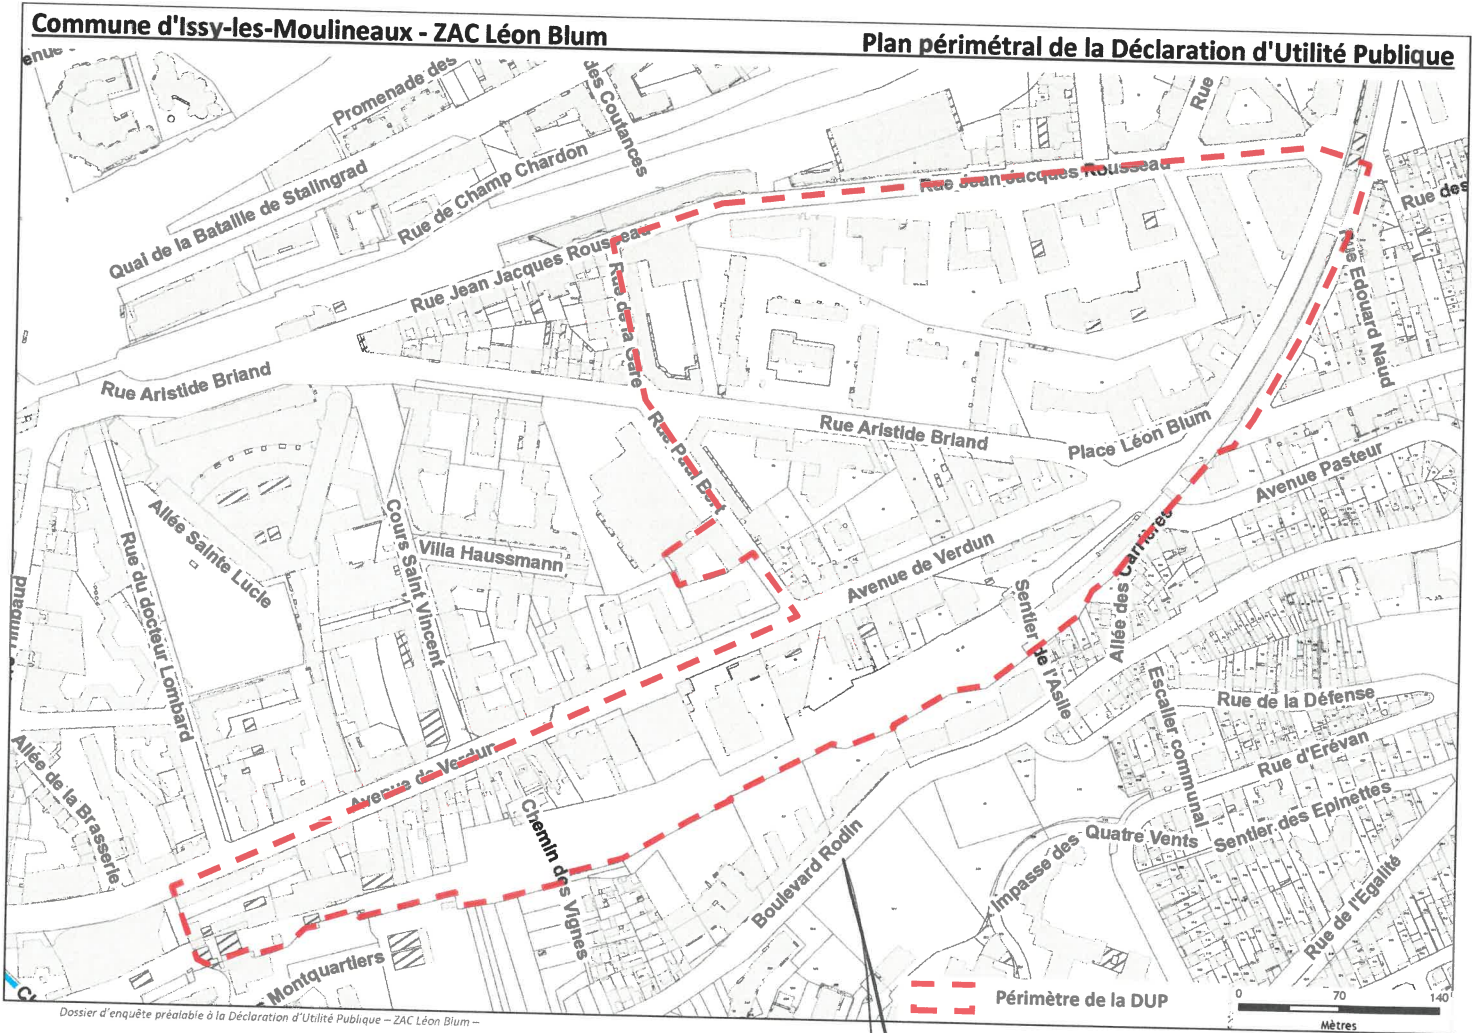 Commune d'Issy-les-Moulineaux - ZAC Léon Blum
Plan périmétral de la Déclaration d'Utilité Publique
Promenade des
des Coutances
Rue
Quai de la Bataille de Stalingrad
Rue de Champ Chardon
Rue Jean Jacques Rousseau
Rue Jean Jacques Rousseau
Rue des
Rue de la Gare
Rue Edouard Naud
Rue Aristide Briand
Rue Aristide Briand
Place Léon Blum
Rue Paul Bert
Avenue Pasteur
Allée Sainte Lucie
Cours Saint Vincent
Villa Haussmann
Rue du docteur Lombard
Avenue de Verdun
Allée des Carrières
Sentier de l'Asile
Escalier communal
Rue de la Défense
Rue d'Erévan
Allée de la Brasserie
Avenue de Verdun
Chemin des Vignes
Boulevard Rodin
Impasse des Quatre Vents
Sentier des Epinettes
Rue de l'Egalité
Montquartiers
Périmètre de la DUP
0 70 140
Mètres
Dossier d'enquête préalable à la Déclaration d'Utilité Publique – ZAC Léon Blum –